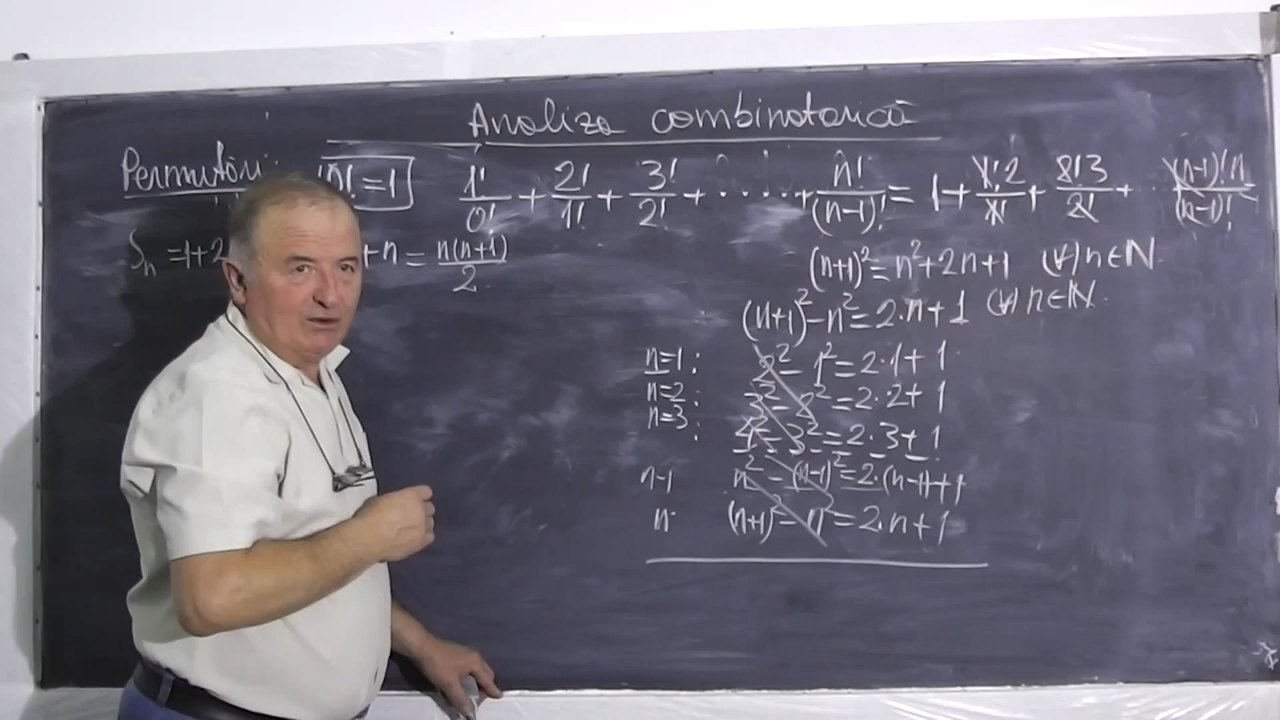 Analiza combinatorică
Permutări: 0! = 1 1!/0! + 2!/1! + 3!/2! + ····· + n!/(n-1)! = 1 + 1!·2/1! + 2!·3/2! + ·· (n-1)!·n/(n-1)!
Sₙ = 1+2 +n = n(n+1)/2
(n+1)² = n²+2n+1 (∀) n∈ℕ.
(n+1)² - n² = 2·n+1 (∀) n∈ℕ.
n=1: 2² - 1² = 2·1+1
n=2: 3² - 2² = 2·2+1
n=3: 4² - 3² = 2·3+1
n-1 n² - (n-1)² = 2·(n-1)+1
n (n+1)² - n² = 2·n+1